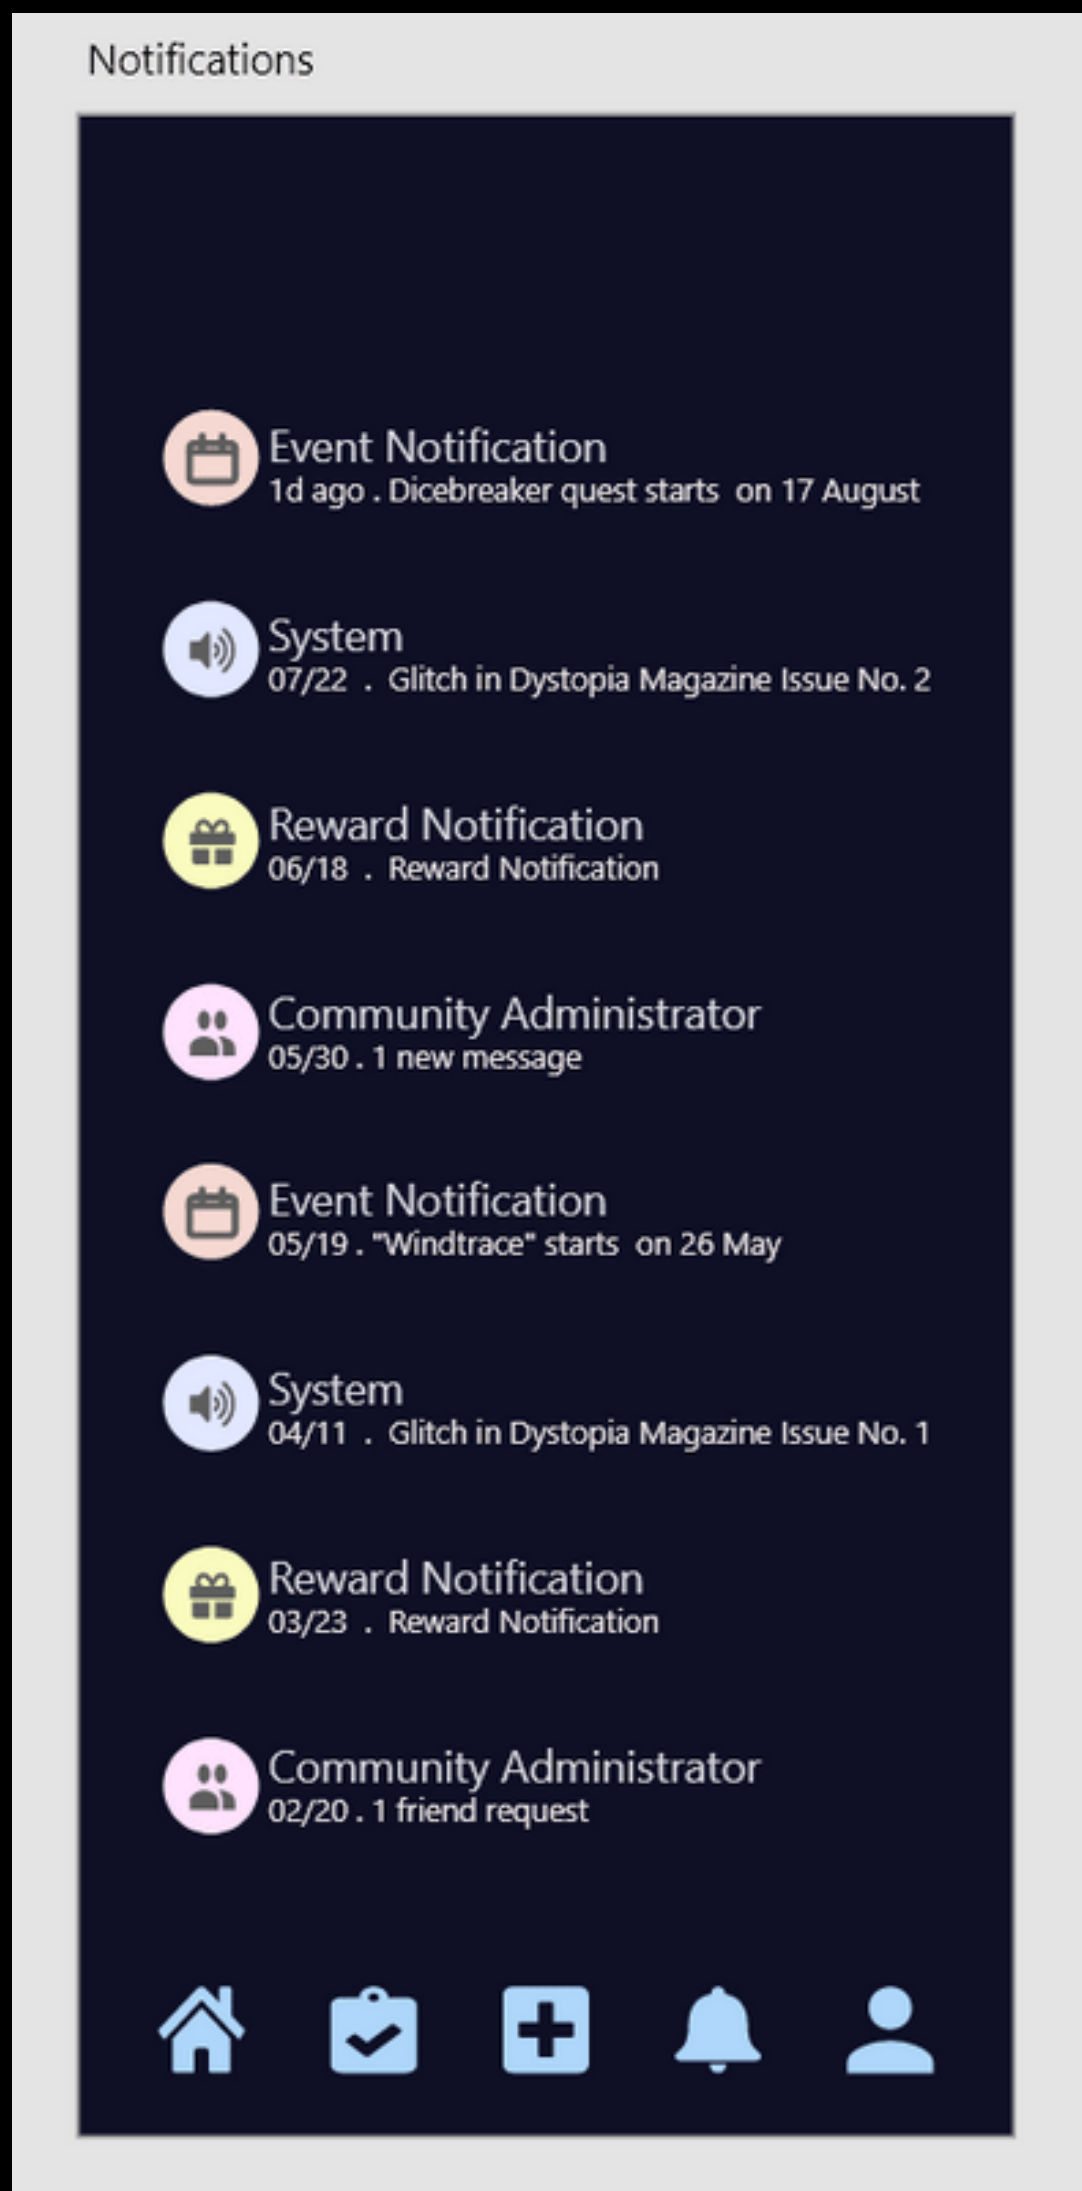 Notifications
Event Notification
1d ago . Dicebreaker quest starts  on 17 August
System
07/22  .  Glitch in Dystopia Magazine Issue No. 2
Reward Notification
06/18  .  Reward Notification
Community Administrator
05/30 . 1 new message
Event Notification
05/19 . "Windtrace" starts  on 26 May
System
04/11  .  Glitch in Dystopia Magazine Issue No. 1
Reward Notification
03/23  .  Reward Notification
Community Administrator
02/20 . 1 friend request